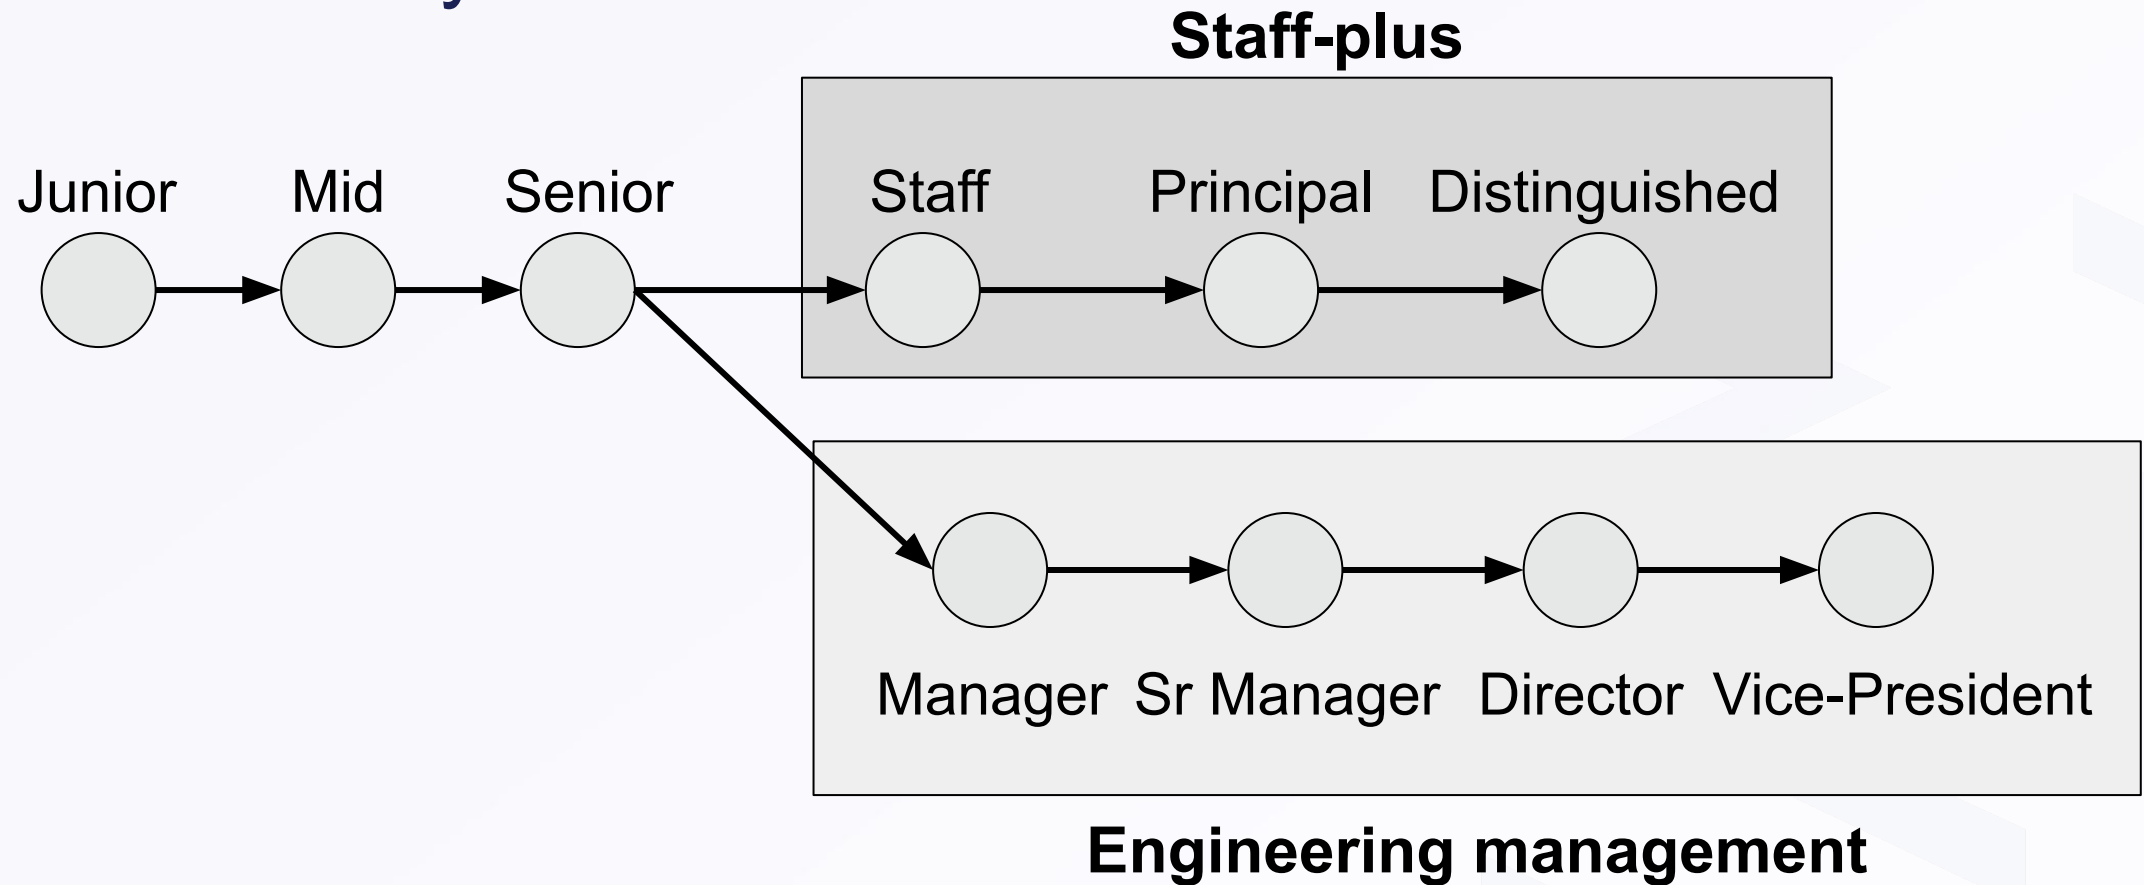 Staff-plus
Junior Mid Senior Staff Principal Distinguished
Manager Sr Manager Director Vice-President
Engineering management